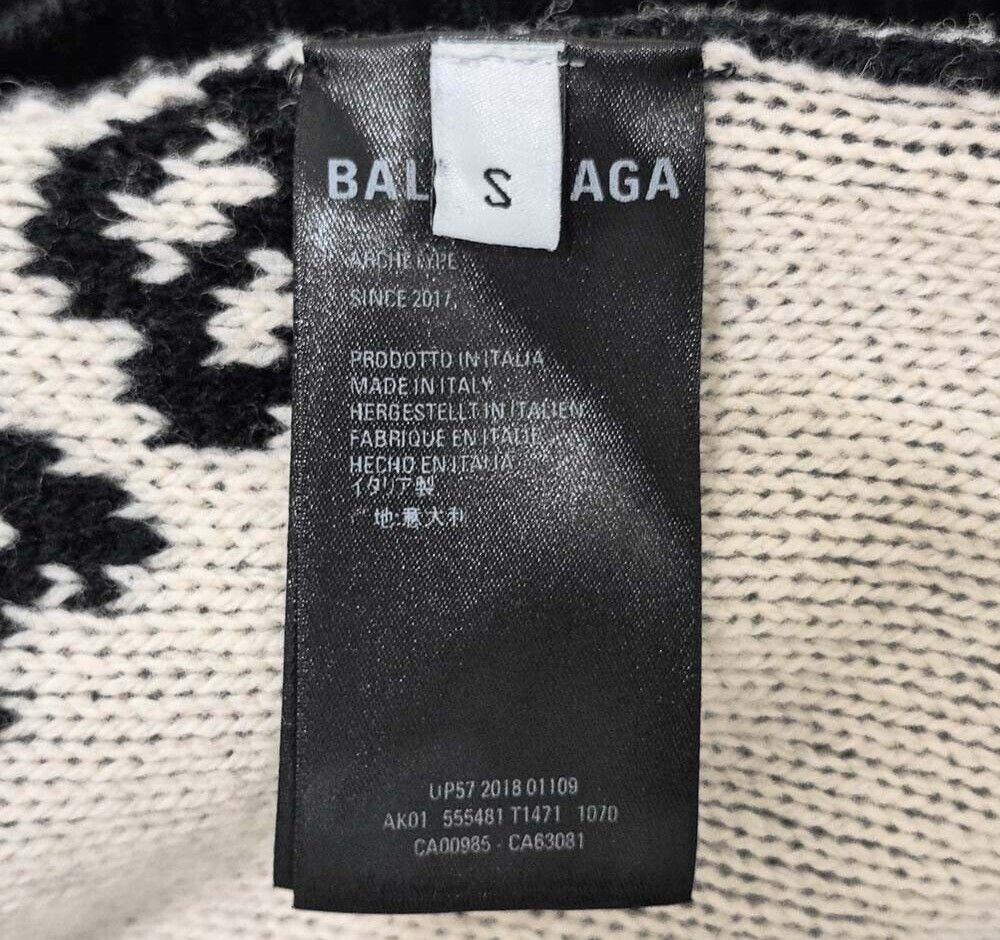 BAL S AGA
ARCHETYPE
SINCE 2017
PRODOTTO IN ITALIA
MADE IN ITALY
HERGESTELLT IN ITALIEN
FABRIQUE EN ITALIE
HECHO EN ITALIA
イタリア製
产地:意大利
UP57 2018 01109
AK01 555481 T1471 1070
CA00985 - CA63081